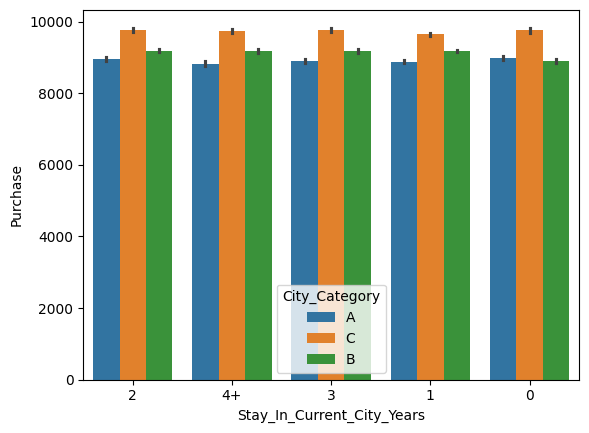 10000
8000
6000
4000
2000
0
Purchase
City_Category
A
C
B
2 4+ 3 1 0
Stay_In_Current_City_Years